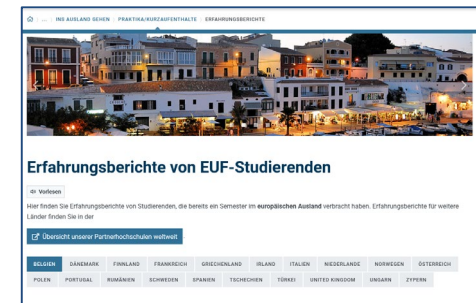 ... INS AUSLAND GEHEN PRAKTIKA/KURZAUFENTHALTE ERFAHRUNGSBERICHTE
Erfahrungsberichte von EUF-Studierenden
Vorlesen
Hier finden Sie Erfahrungsberichte von Studierenden, die bereits ein Semester im europäischen Ausland verbracht haben. Erfahrungsberichte für weitere
Länder finden Sie in der
Übersicht unserer Partnerhochschulen weltweit
BELGIEN DÄNEMARK FINNLAND FRANKREICH GRIECHENLAND IRLAND ITALIEN NIEDERLANDE NORWEGEN ÖSTERREICH
POLEN PORTUGAL RUMÄNIEN SCHWEDEN SPANIEN TSCHECHIEN TÜRKEI UNITED KINGDOM UNGARN ZYPERN